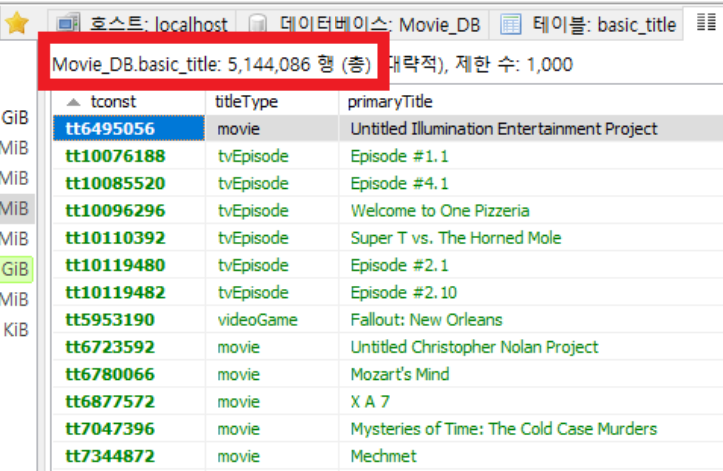 호스트: localhost 데이터베이스: Movie_DB 테이블: basic_title
Movie_DB.basic_title: 5,144,086 행 (총) 대략적), 제한 수: 1,000
tconst titleType primaryTitle
GiB tt6495056 movie Untitled Illumination Entertainment Project
MiB tt10076188 tvEpisode Episode #1.1
MiB tt10085520 tvEpisode Episode #4.1
MiB tt10096296 tvEpisode Welcome to One Pizzeria
MiB tt10110392 tvEpisode Super T vs. The Horned Mole
GiB tt10119480 tvEpisode Episode #2.1
MiB tt10119482 tvEpisode Episode #2.10
KiB tt5953190 videoGame Fallout: New Orleans
tt6723592 movie Untitled Christopher Nolan Project
tt6780066 movie Mozart's Mind
tt6877572 movie X A 7
tt7047396 movie Mysteries of Time: The Cold Case Murders
tt7344872 movie Mechmet